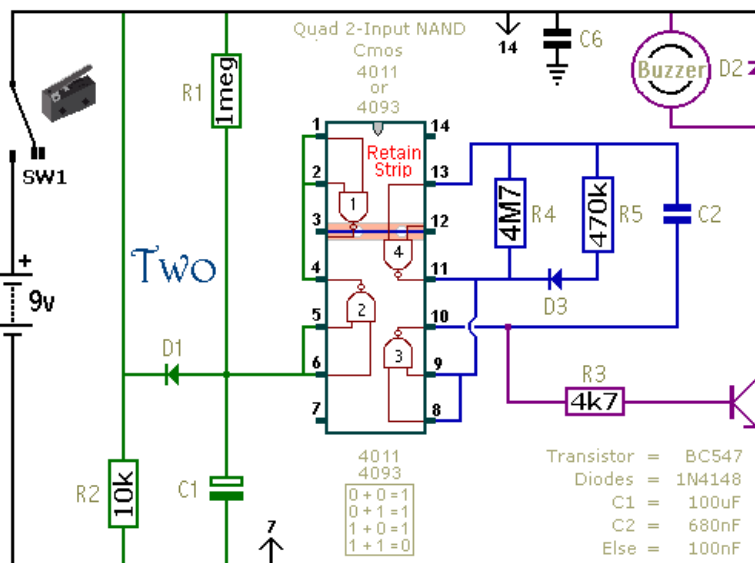 Quad 2-Input NAND
Cmos
4011
or
4093
14
C6
Buzzer
D2
R1
1meg
SW1
1
2
3
4
5
6
7
14
13
12
11
10
9
8
Retain
Strip
1
4
2
3
4M7
R4
470k
R5
C2
Two
+
9v
D1
D3
R3
4k7
R2
10k
C1
7
4011
4093
0 + 0 = 1
0 + 1 = 1
1 + 0 = 1
1 + 1 = 0
Transistor = BC547
Diodes = 1N4148
C1 = 100uF
C2 = 680nF
Else = 100nF